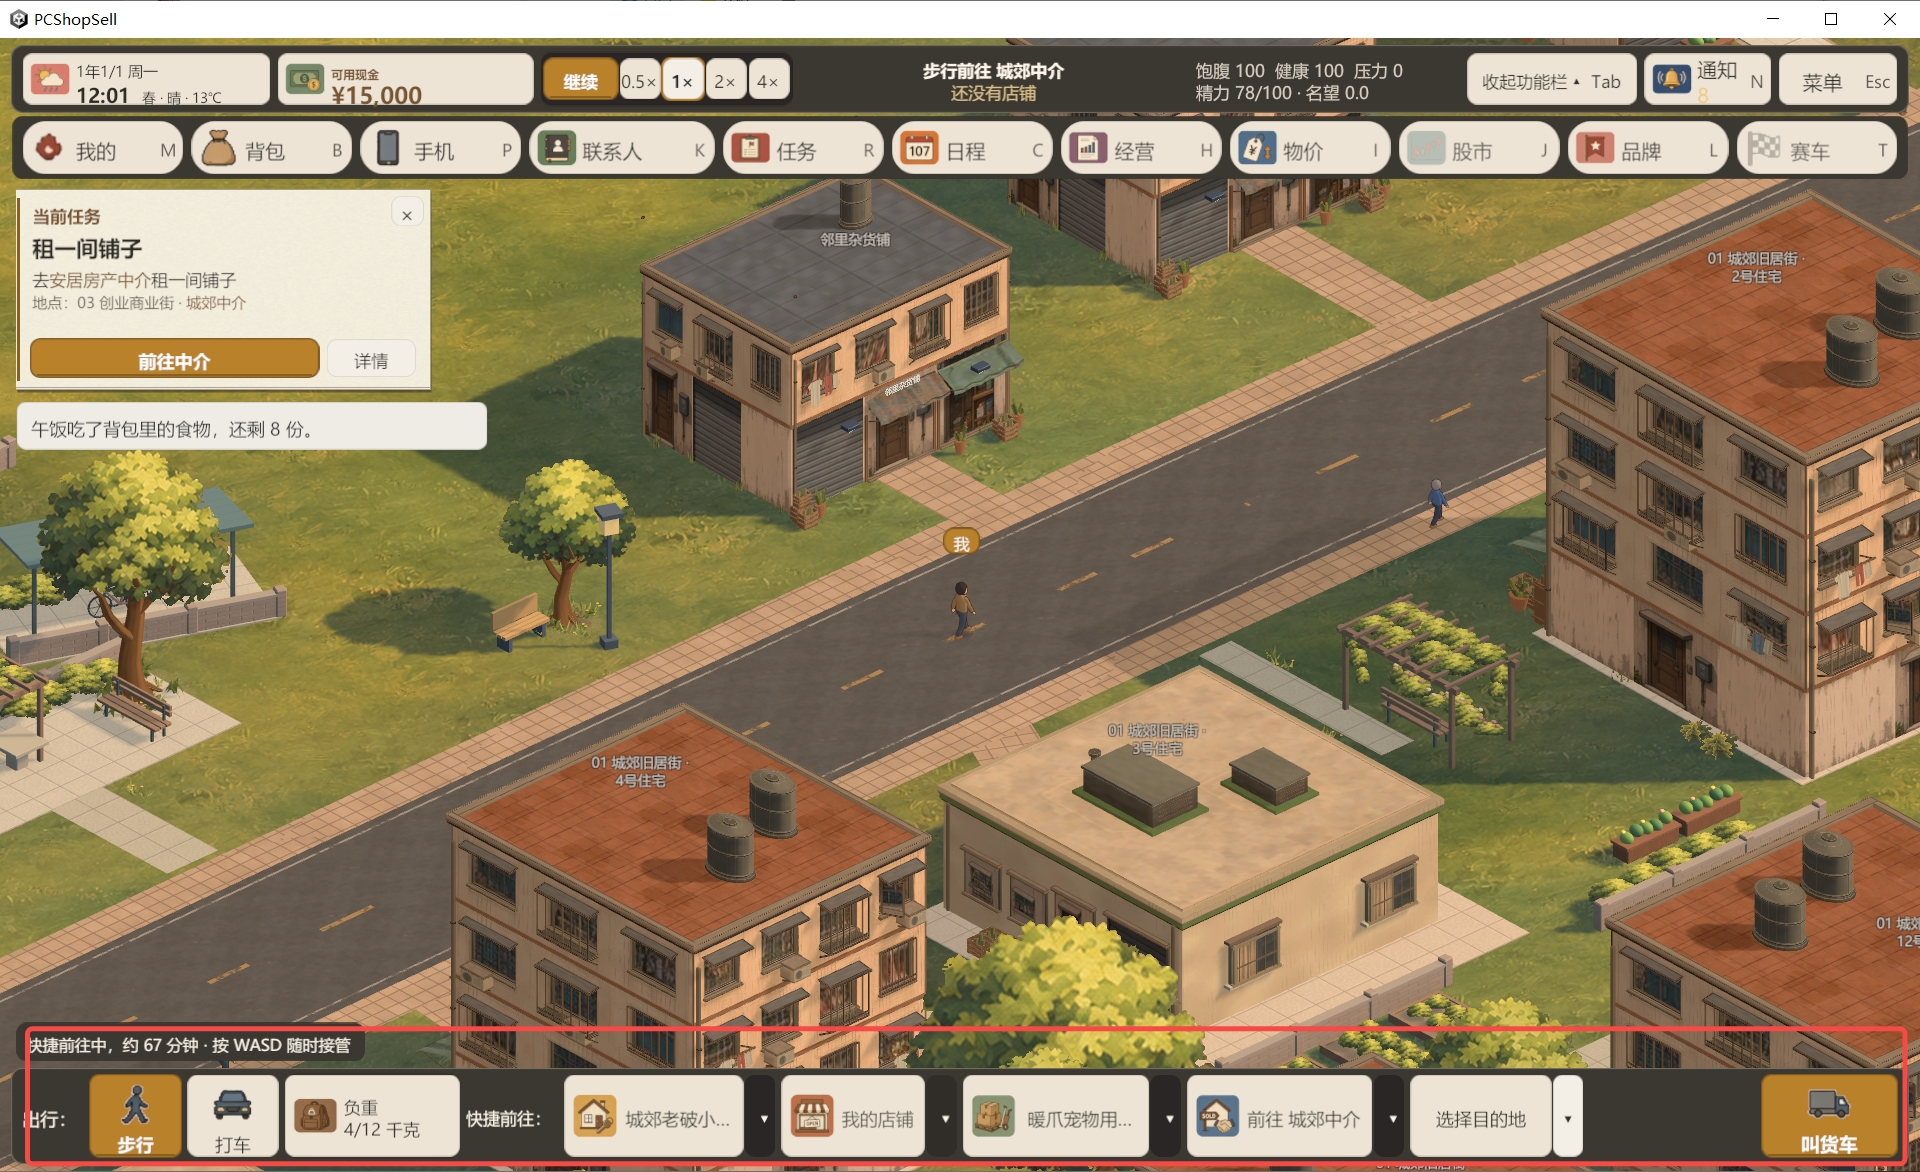 PCShopSell
1年1/1 周一
12:01 春 · 晴 · 13℃
可用现金
¥15,000
继续
0.5×
1×
2×
4×
步行前往 城郊中介
还没有店铺
饱腹 100 健康 100 压力 0
精力 78/100 · 名望 0.0
收起功能栏 ▴ Tab
通知
8
N
菜单 Esc
我的 M
背包 B
手机 P
联系人 K
任务 R
107
日程 C
经营 H
物价 I
股市 J
品牌 L
赛车 T
当前任务
×
租一间铺子
去安居房产中介租一间铺子
地点：03 创业商业街 · 城郊中介
前往中介
详情
午饭吃了背包里的食物，还剩 8 份。
邻里杂货铺
01 城郊旧居街 ·
2号住宅
我
01 城郊旧居街 ·
3号住宅
01 城郊旧居街 ·
4号住宅
01 城郊
12号
快捷前往中，约 67 分钟 · 按 WASD 随时接管
出行：
步行
打车
负重
4/12 千克
快捷前往：
城郊老破小...
▾
OPEN
我的店铺
▾
暖爪宠物用...
▾
SOLD
前往 城郊中介
▾
选择目的地
▾
叫货车